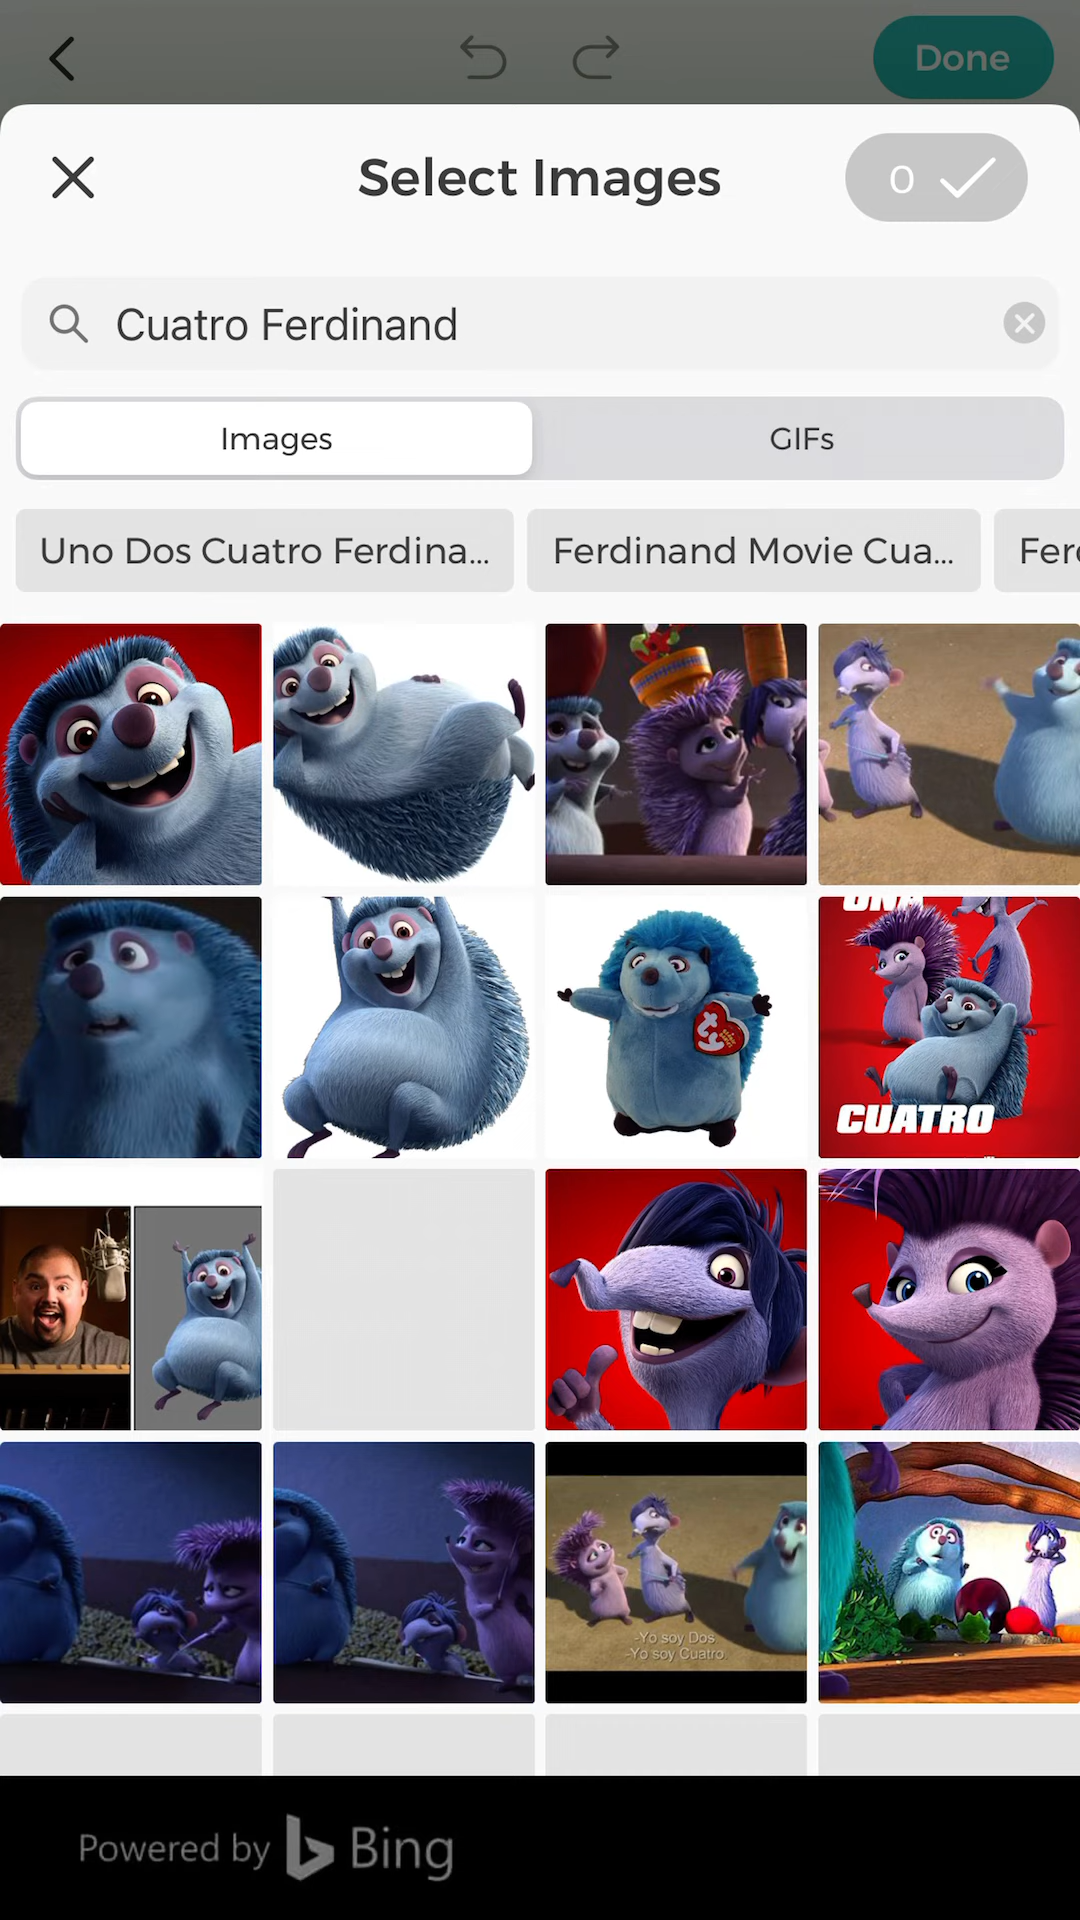 Done
Select Images
0
Cuatro Ferdinand
Images
GIFs
Uno Dos Cuatro Ferdina...
Ferdinand Movie Cua...
CUATRO
-Yo soy Dos
-Yo soy Cuatro
Powered by Bing